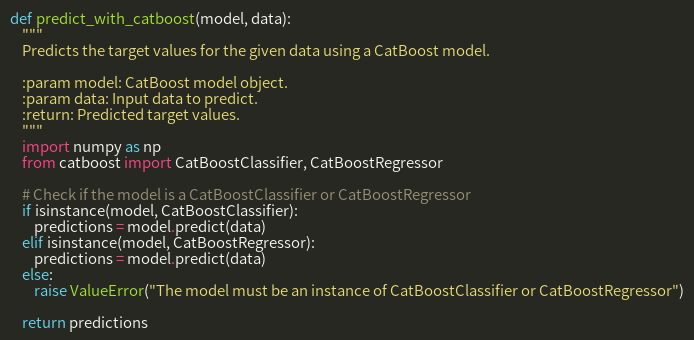 def predict_with_catboost(model, data):
"""
Predicts the target values for the given data using a CatBoost model.
:param model: CatBoost model object.
:param data: Input data to predict.
:return: Predicted target values.
"""
import numpy as np
from catboost import CatBoostClassifier, CatBoostRegressor
# Check if the model is a CatBoostClassifier or CatBoostRegressor
if isinstance(model, CatBoostClassifier):
predictions = model.predict(data)
elif isinstance(model, CatBoostRegressor):
predictions = model.predict(data)
else:
raise ValueError("The model must be an instance of CatBoostClassifier or CatBoostRegressor")
return predictions